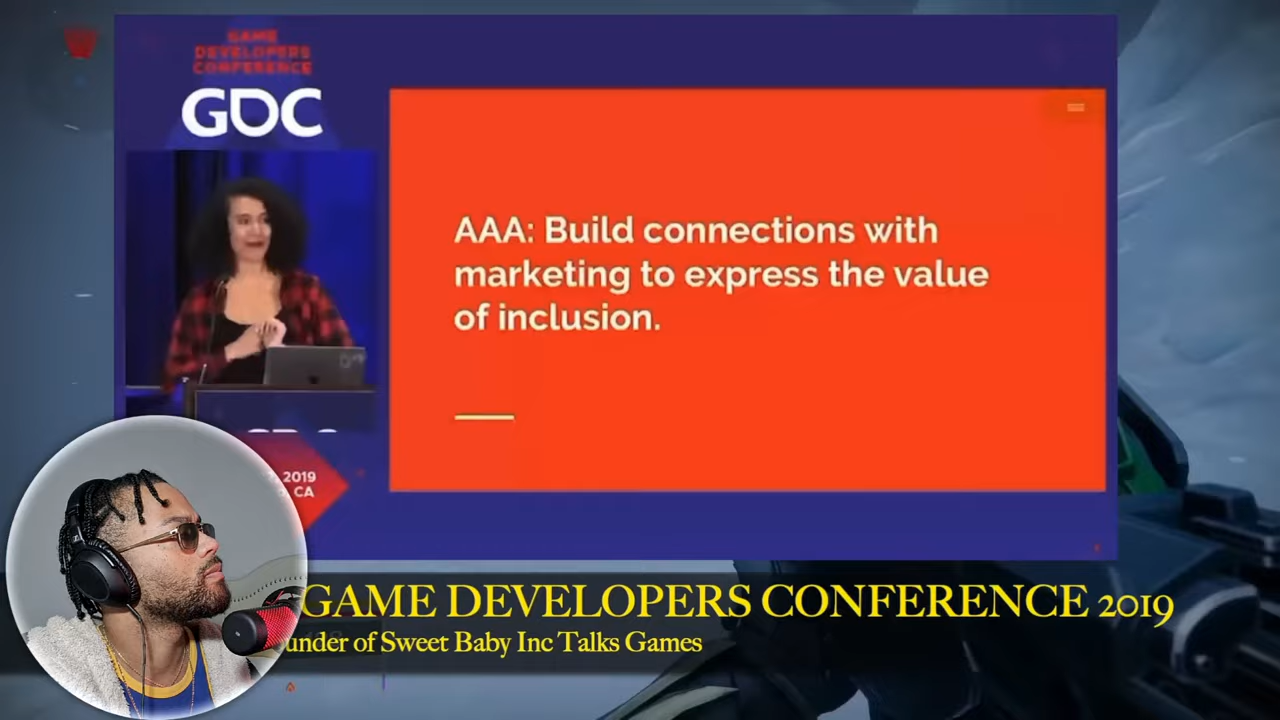 GAME
DEVELOPERS
CONFERENCE
GDC
AAA: Build connections with
marketing to express the value
of inclusion.
2019
CA
GAME DEVELOPERS CONFERENCE 2019
under of Sweet Baby Inc Talks Games